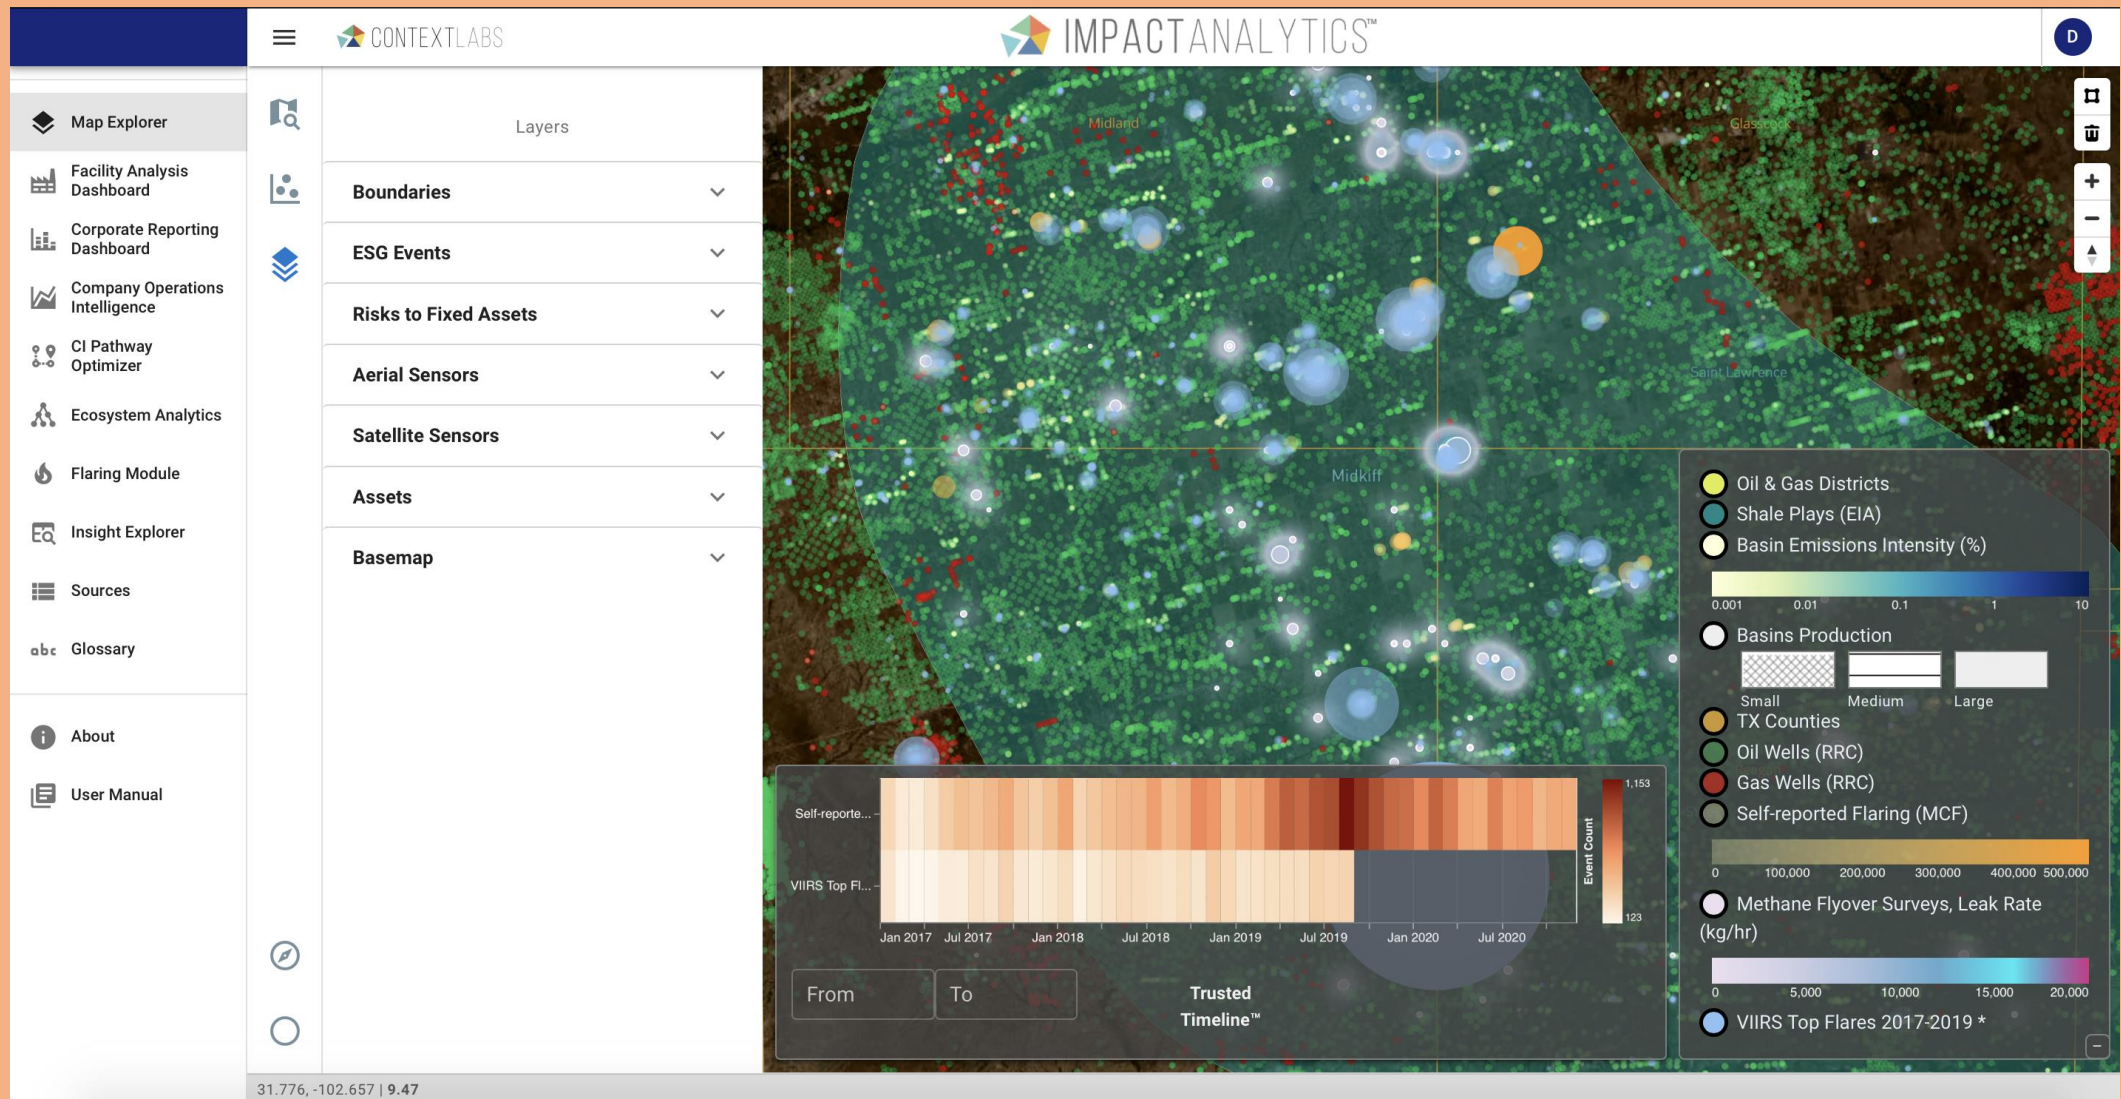 CONTEXTLABS
IMPACTANALYTICS™
D
Map Explorer
Facility Analysis
Dashboard
Corporate Reporting
Dashboard
Company Operations
Intelligence
CI Pathway
Optimizer
Ecosystem Analytics
Flaring Module
Insight Explorer
Sources
abc Glossary
About
User Manual
Layers
Boundaries
ESG Events
Risks to Fixed Assets
Aerial Sensors
Satellite Sensors
Assets
Basemap
Midland
Glasscock
Saint Lawrence
Midkiff
Oil & Gas Districts
Shale Plays (EIA)
Basin Emissions Intensity (%)
0.001 0.01 0.1 1 10
Basins Production
Small Medium Large
TX Counties
Oil Wells (RRC)
Gas Wells (RRC)
Self-reported Flaring (MCF)
0 100,000 200,000 300,000 400,000 500,000
Methane Flyover Surveys, Leak Rate
(kg/hr)
0 5,000 10,000 15,000 20,000
VIIRS Top Flares 2017-2019 *
Self-reporte...
VIIRS Top Fl...
Jan 2017 Jul 2017 Jan 2018 Jul 2018 Jan 2019 Jul 2019 Jan 2020 Jul 2020
1,153
Event Count
123
From To
Trusted
Timeline™
31.776, -102.657 | 9.47